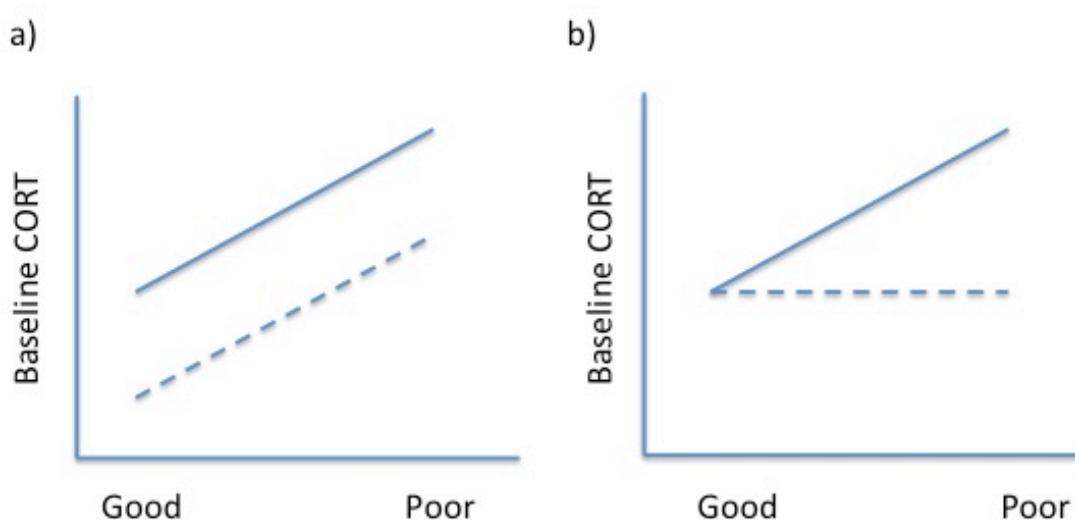 a)
b)
Baseline CORT
Baseline CORT
Good
Poor
Good
Poor